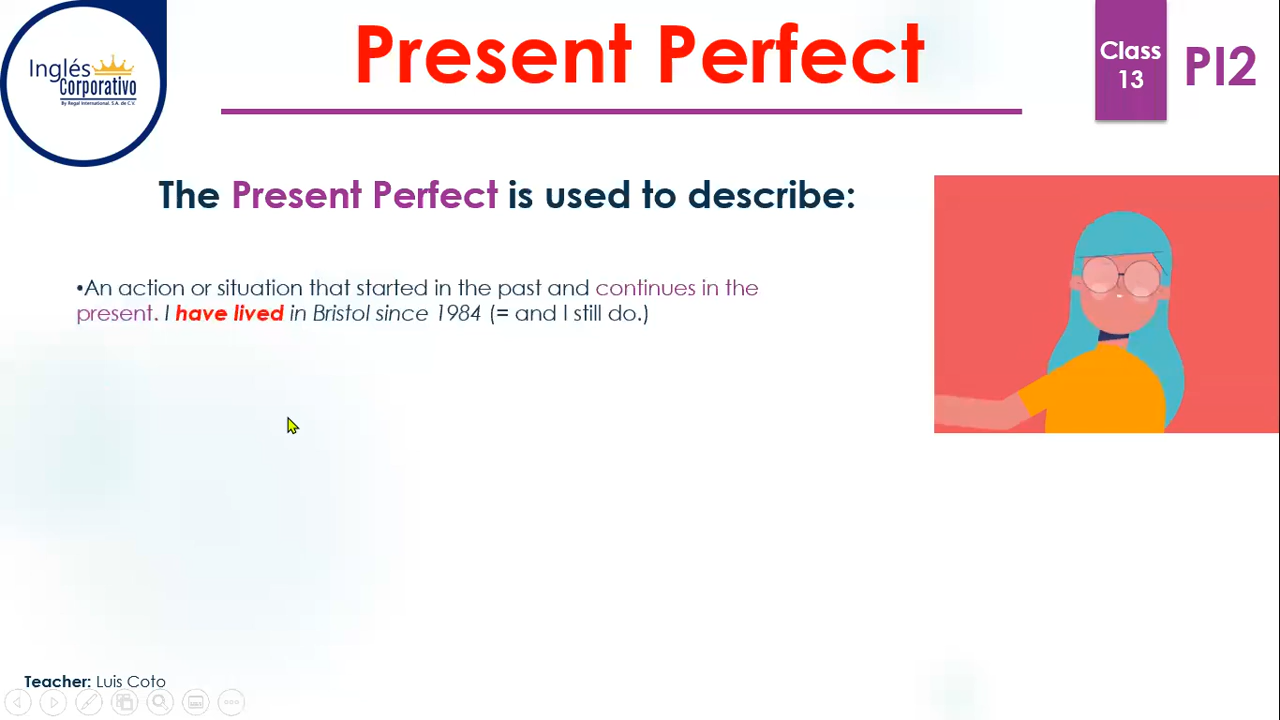 Present Perfect
Class
13
PI2
Inglés
Corporativo
By Regal International, S.A. de C.V.
The Present Perfect is used to describe:
•An action or situation that started in the past and continues in the
present. I have lived in Bristol since 1984 (= and I still do.)
Teacher: Luis Coto